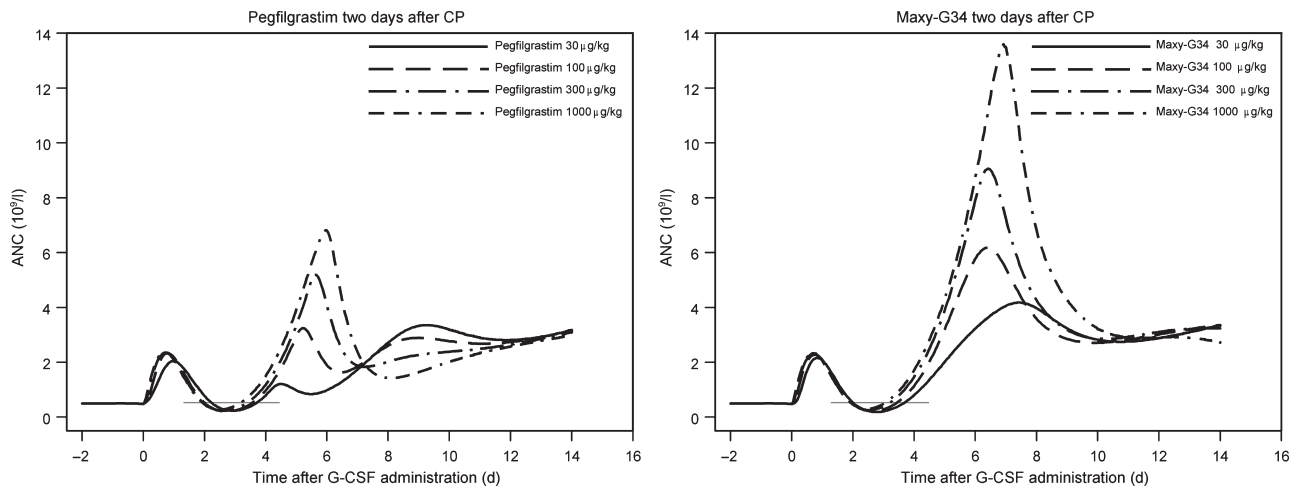 Pegfilgrastim two days after CP
14
12
10
8
6
4
2
0
ANC (10⁹/l)
Pegfilgrastim 30 μg/kg
Pegfilgrastim 100 μg/kg
Pegfilgrastim 300 μg/kg
Pegfilgrastim 1000 μg/kg
−2 0 2 4 6 8 10 12 14 16
Time after G-CSF administration (d)
Maxy-G34 two days after CP
14
12
10
8
6
4
2
0
ANC (10⁹/l)
Maxy-G34 30 μg/kg
Maxy-G34 100 μg/kg
Maxy-G34 300 μg/kg
Maxy-G34 1000 μg/kg
−2 0 2 4 6 8 10 12 14 16
Time after G-CSF administration (d)